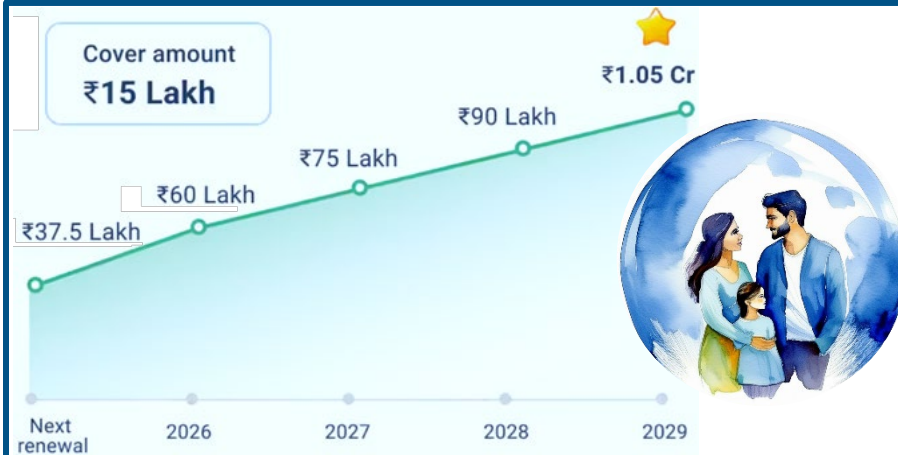 Cover amount
₹15 Lakh
₹1.05 Cr
₹90 Lakh
₹75 Lakh
₹60 Lakh
₹37.5 Lakh
Next
renewal
2026
2027
2028
2029